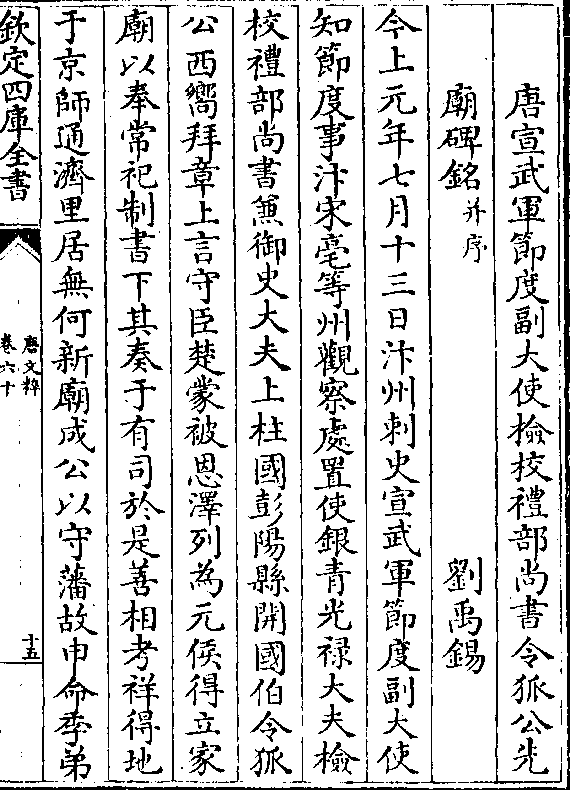 唐宣武軍節度副大使檢校禮部尚書令狐公先
廟碑銘并序 劉禹錫
今上元年七月十三日汴州刺史宣武軍節度副大使
知節度事汴宋亳等州觀察處置使銀青光禄大夫檢
校禮部尚書兼御史大夫上柱國彭陽縣開國伯令狐
公西嚮拜章上言守臣楚蒙被恩澤列為元侯得立家
廟以奉常祀制書下其奏于有司於是善相考祥得地
于京師通濟里居無何新廟成公以守藩故申命季弟
欽定四庫全書
唐文粹
卷六十
十五